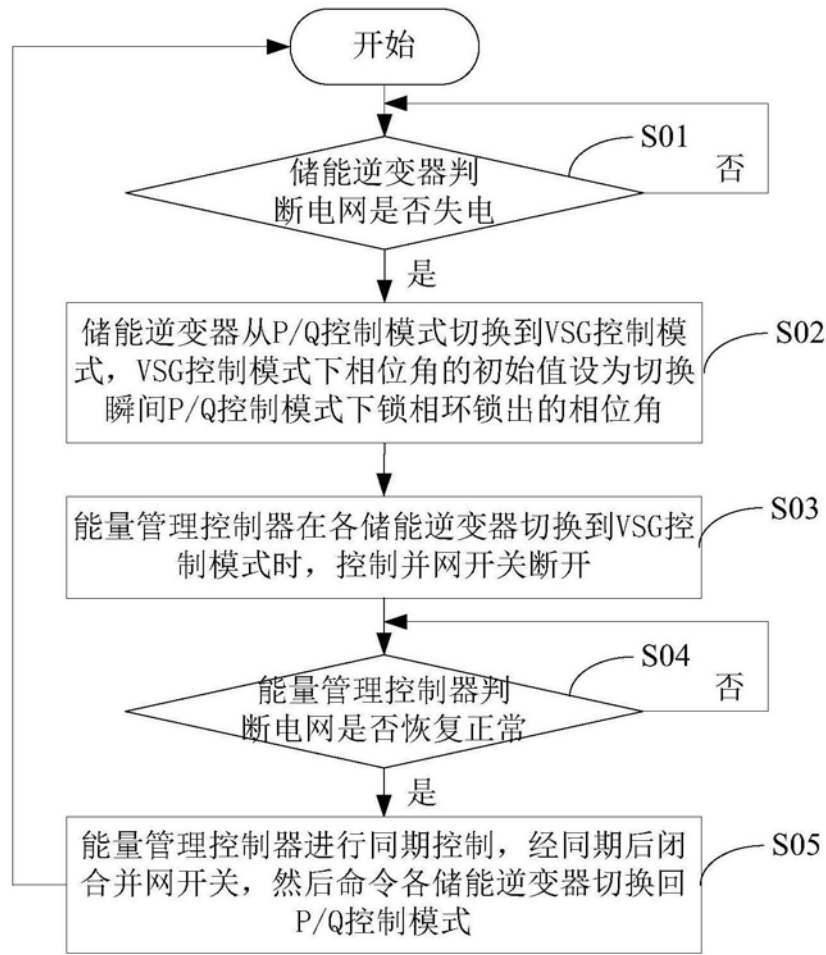 开始
S01
储能逆变器判
断电网是否失电
否
是
储能逆变器从P/Q控制模式切换到VSG控制模
式，VSG控制模式下相位角的初始值设为切换
瞬间P/Q控制模式下锁相环锁出的相位角
S02
能量管理控制器在各储能逆变器切换到VSG控
制模式时，控制并网开关断开
S03
S04
能量管理控制器判
断电网是否恢复正常
否
是
能量管理控制器进行同期控制，经同期后闭
合并网开关，然后命令各储能逆变器切换回
P/Q控制模式
S05